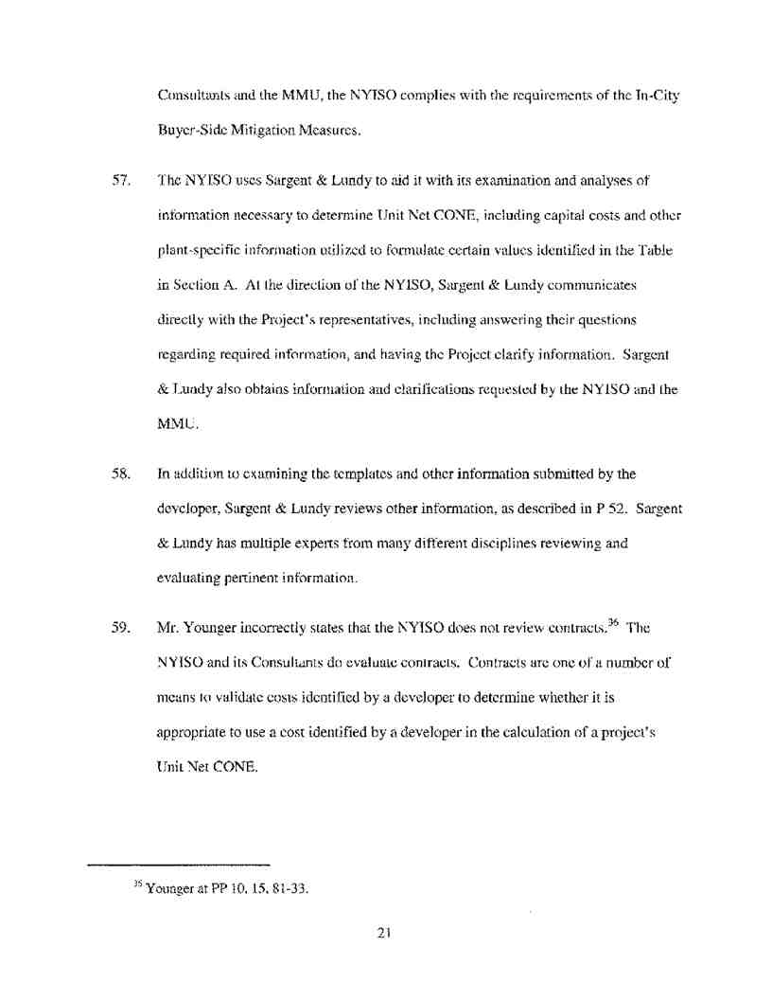 Consultants and the MMU, the NYISO complies with the requirements of the In-City
Buyer-Side Mitigation Measures.
57. The NYISO uses Sargent & Lundy to aid it with its examination and analyses of
information necessary to determine Unit Net CONE, including capital costs and other
plant-specific information utilized to formulate certain values identified in the Table
in Section A. At the direction of the NYISO, Sargent & Lundy communicates
directly with the Project's representatives, including answering their questions
regarding required information, and having the Project clarify information. Sargent
& Lundy also obtains information and clarifications requested by the NYISO and the
MMU.
58. In addition to examining the templates and other information submitted by the
developer, Sargent & Lundy reviews other information, as described in P 52. Sargent
& Lundy has multiple experts from many different disciplines reviewing and
evaluating pertinent information.
59. Mr. Younger incorrectly states that the NYISO does not review contracts.36 The
NYISO and its Consultants do evaluate contracts. Contracts are one of a number of
means to validate costs identified by a developer to determine whether it is
appropriate to use a cost identified by a developer in the calculation of a project's
Unit Net CONE.
36 Younger at PP 10, 15, 81-33.
21